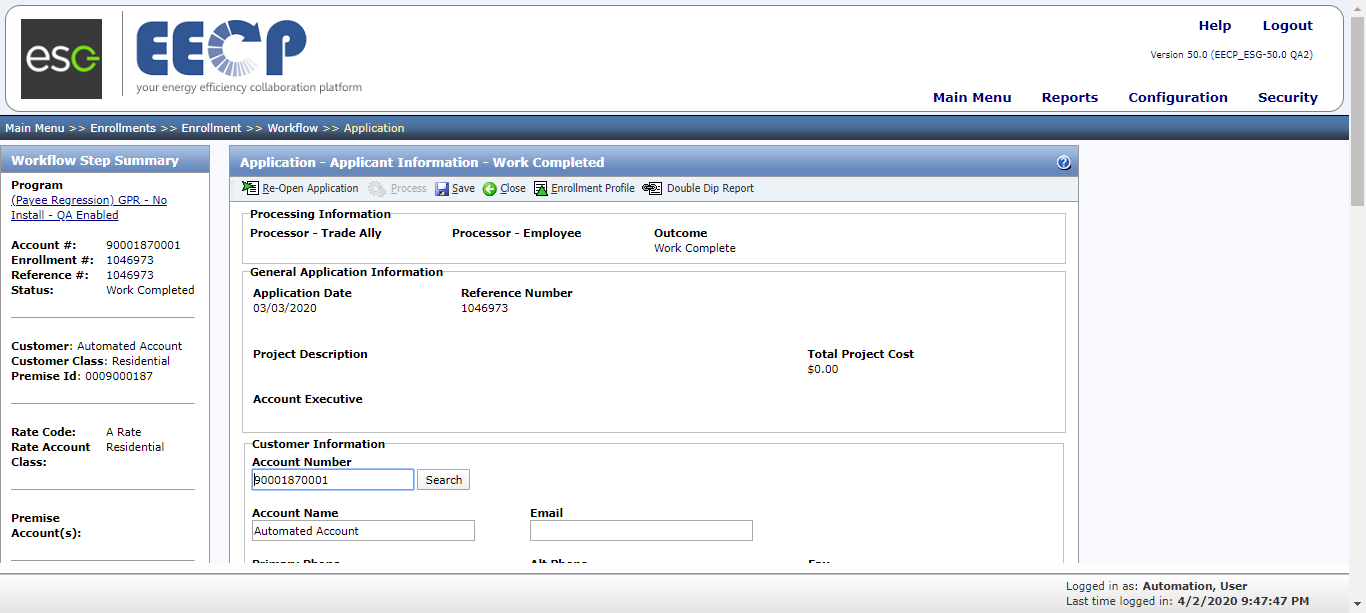 esg
EECP
your energy efficiency collaboration platform
Help Logout
Version 50.0 (EECP_ESG-50.0 QA2)
Main Menu Reports Configuration Security
Main Menu >> Enrollments >> Enrollment >> Workflow >> Application
Workflow Step Summary
Program
(Payee Regression) GPR - No
Install - QA Enabled
Account #: 90001870001
Enrollment #: 1046973
Reference #: 1046973
Status: Work Completed
Customer: Automated Account
Customer Class: Residential
Premise Id: 0009000187
Rate Code: A Rate
Rate Account Residential
Class:
Premise
Account(s):
Application - Applicant Information - Work Completed
?
Re-Open Application Process Save Close Enrollment Profile Double Dip Report
Processing Information
Processor - Trade Ally Processor - Employee Outcome
Work Complete
General Application Information
Application Date Reference Number
03/03/2020 1046973
Project Description Total Project Cost
$0.00
Account Executive
Customer Information
Account Number
90001870001 Search
Account Name Email
Automated Account
Primary Phone Alt Phone Fax
Logged in as: Automation, User
Last time logged in: 4/2/2020 9:47:47 PM